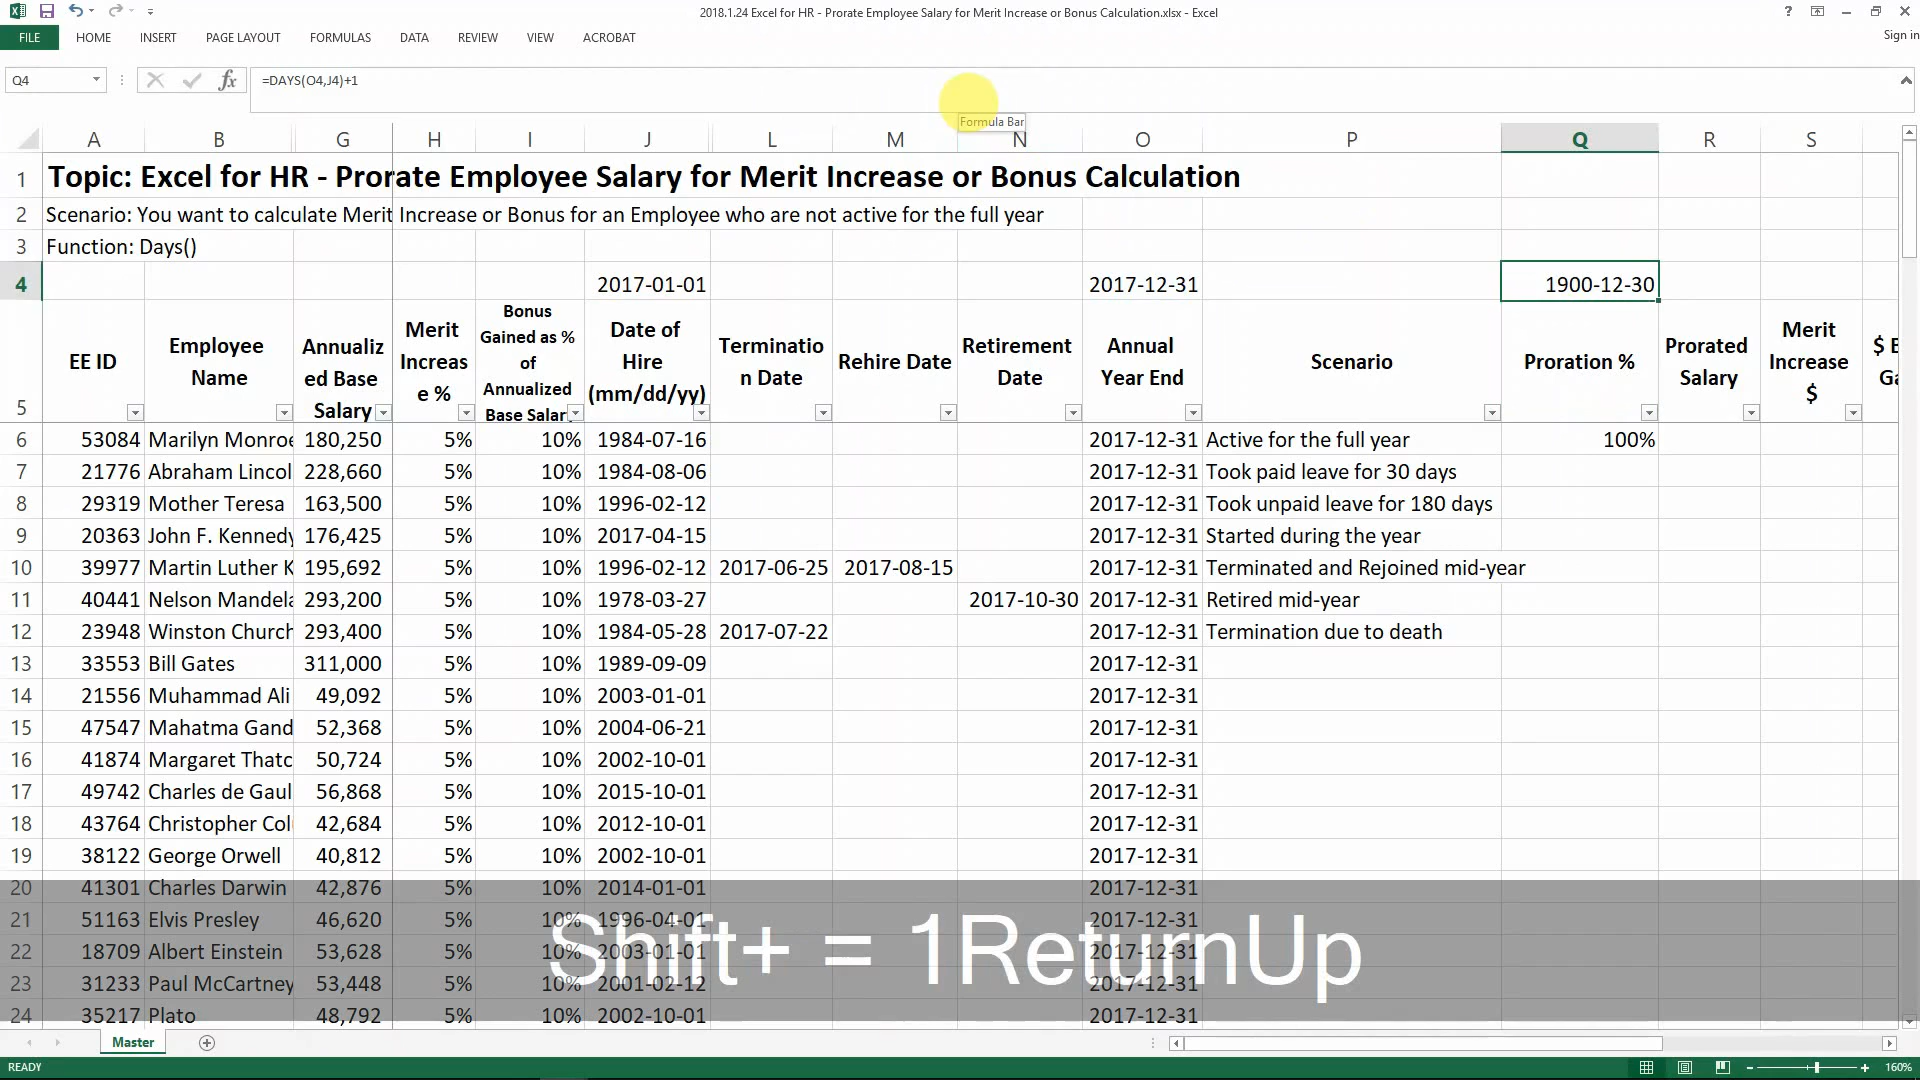 2018.1.24 Excel for HR - Prorate Employee Salary for Merit Increase or Bonus Calculation.xlsx - Excel
FILE HOME INSERT PAGE LAYOUT FORMULAS DATA REVIEW VIEW ACROBAT Sign in
Q4 fx =DAYS(O4,J4)+1
Formula Bar
A B G H I J L M N O P Q R S
1 Topic: Excel for HR - Prorate Employee Salary for Merit Increase or Bonus Calculation
2 Scenario: You want to calculate Merit Increase or Bonus for an Employee who are not active for the full year
3 Function: Days()
4 2017-01-01 2017-12-31 1900-12-30
5 EE ID Employee Name Annualized Base Salary Merit Increase % Bonus Gained as % of Annualized Base Salar Date of Hire (mm/dd/yy) Termination Date Rehire Date Retirement Date Annual Year End Scenario Proration % Prorated Salary Merit Increase $ $ B Ga
6 53084 Marilyn Monroe 180,250 5% 10% 1984-07-16 2017-12-31 Active for the full year 100%
7 21776 Abraham Lincol 228,660 5% 10% 1984-08-06 2017-12-31 Took paid leave for 30 days
8 29319 Mother Teresa 163,500 5% 10% 1996-02-12 2017-12-31 Took unpaid leave for 180 days
9 20363 John F. Kennedy 176,425 5% 10% 2017-04-15 2017-12-31 Started during the year
10 39977 Martin Luther K 195,692 5% 10% 1996-02-12 2017-06-25 2017-08-15 2017-12-31 Terminated and Rejoined mid-year
11 40441 Nelson Mandela 293,200 5% 10% 1978-03-27 2017-10-30 2017-12-31 Retired mid-year
12 23948 Winston Church 293,400 5% 10% 1984-05-28 2017-07-22 2017-12-31 Termination due to death
13 33553 Bill Gates 311,000 5% 10% 1989-09-09 2017-12-31
14 21556 Muhammad Ali 49,092 5% 10% 2003-01-01 2017-12-31
15 47547 Mahatma Gand 52,368 5% 10% 2004-06-21 2017-12-31
16 41874 Margaret Thatc 50,724 5% 10% 2002-10-01 2017-12-31
17 49742 Charles de Gaul 56,868 5% 10% 2015-10-01 2017-12-31
18 43764 Christopher Col 42,684 5% 10% 2012-10-01 2017-12-31
19 38122 George Orwell 40,812 5% 10% 2002-10-01 2017-12-31
20 41301 Charles Darwin 42,876 5% 10% 2014-01-01 2017-12-31
21 51163 Elvis Presley 46,620 5% 10% 1996-04-01 2017-12-31
22 18709 Albert Einstein 53,628 5% 10% 2003-01-01 2017-12-31
23 31233 Paul McCartney 53,448 5% 10% 2001-02-12 2017-12-31
24 35217 Plato 48,792 5% 10% 2002-10-01 2017-12-31
Shift+ = 1ReturnUp
Master
READY 160%